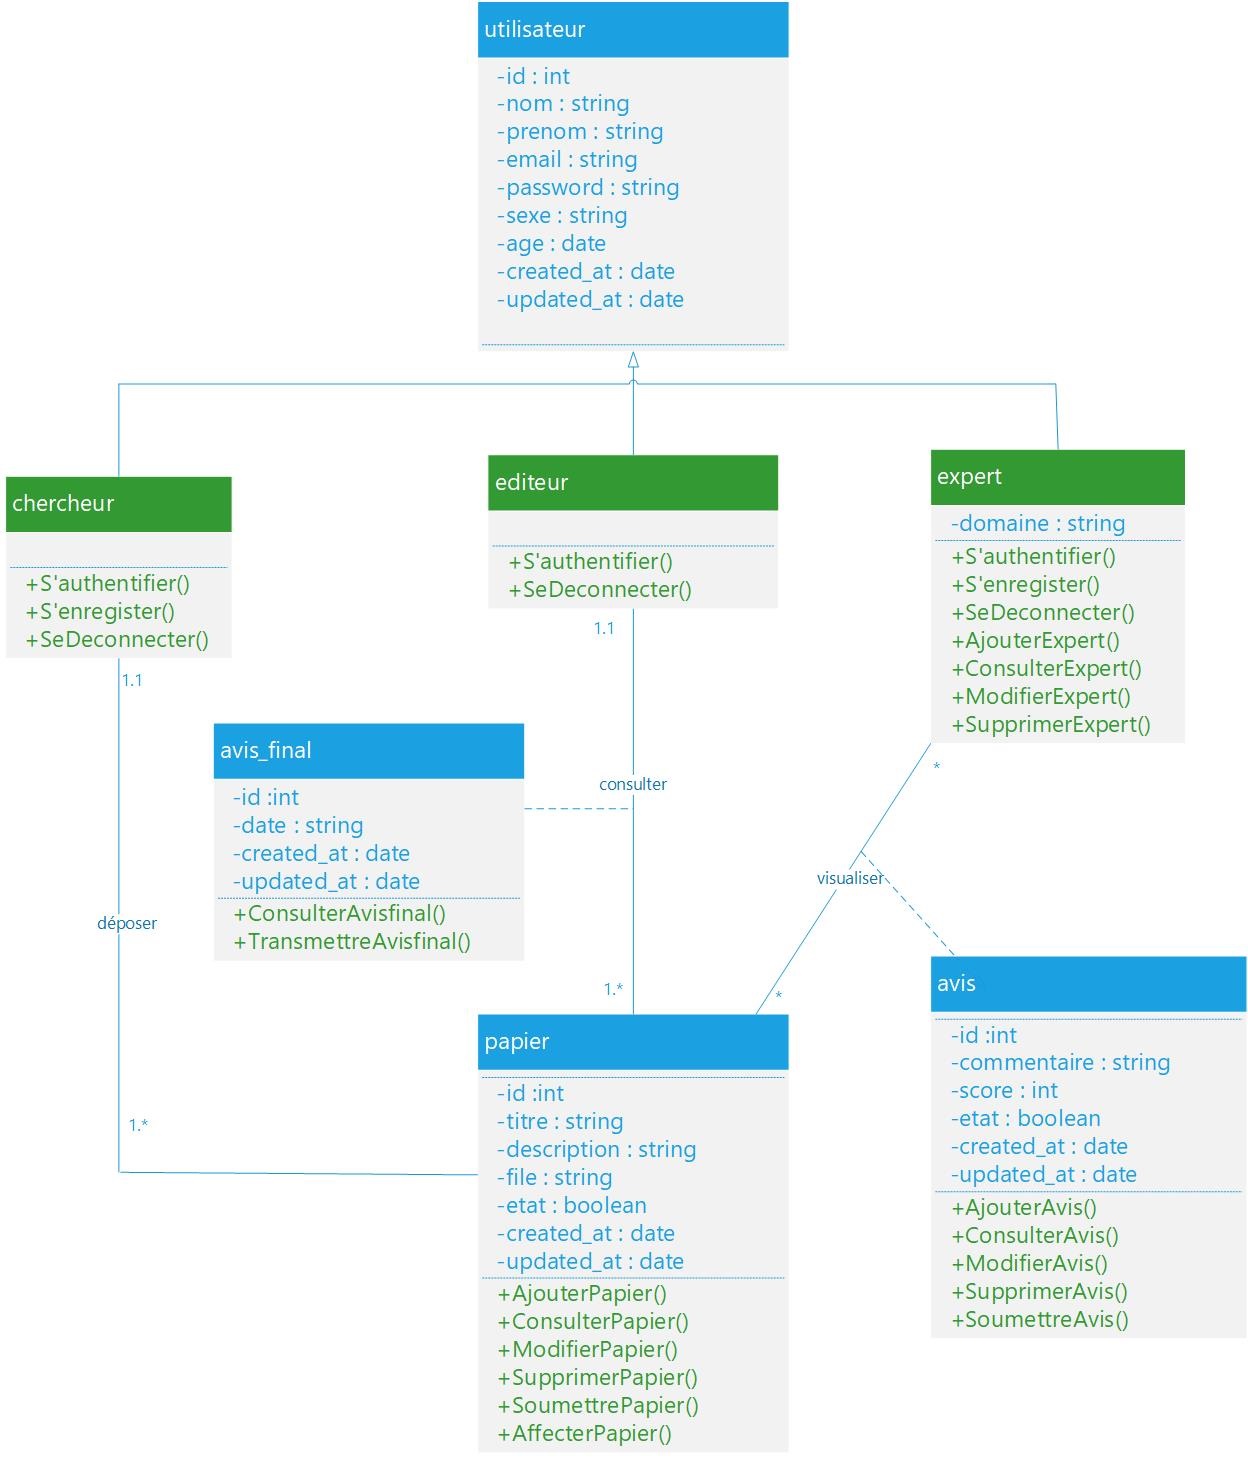 utilisateur
-id : int
-nom : string
-prenom : string
-email : string
-password : string
-sexe : string
-age : date
-created_at : date
-updated_at : date
chercheur
+S'authentifier()
+S'enregister()
+SeDeconnecter()
1.1
editeur
+S'authentifier()
+SeDeconnecter()
1.1
expert
-domaine : string
+S'authentifier()
+S'enregister()
+SeDeconnecter()
+AjouterExpert()
+ConsulterExpert()
+ModifierExpert()
+SupprimerExpert()
*
avis_final
-id :int
-date : string
-created_at : date
-updated_at : date
+ConsulterAvisfinal()
+TransmettreAvisfinal()
consulter
visualiser
déposer
1.*
*
1.*
papier
-id :int
-titre : string
-description : string
-file : string
-etat : boolean
-created_at : date
-updated_at : date
+AjouterPapier()
+ConsulterPapier()
+ModifierPapier()
+SupprimerPapier()
+SoumettrePapier()
+AffecterPapier()
avis
-id :int
-commentaire : string
-score : int
-etat : boolean
-created_at : date
-updated_at : date
+AjouterAvis()
+ConsulterAvis()
+ModifierAvis()
+SupprimerAvis()
+SoumettreAvis()